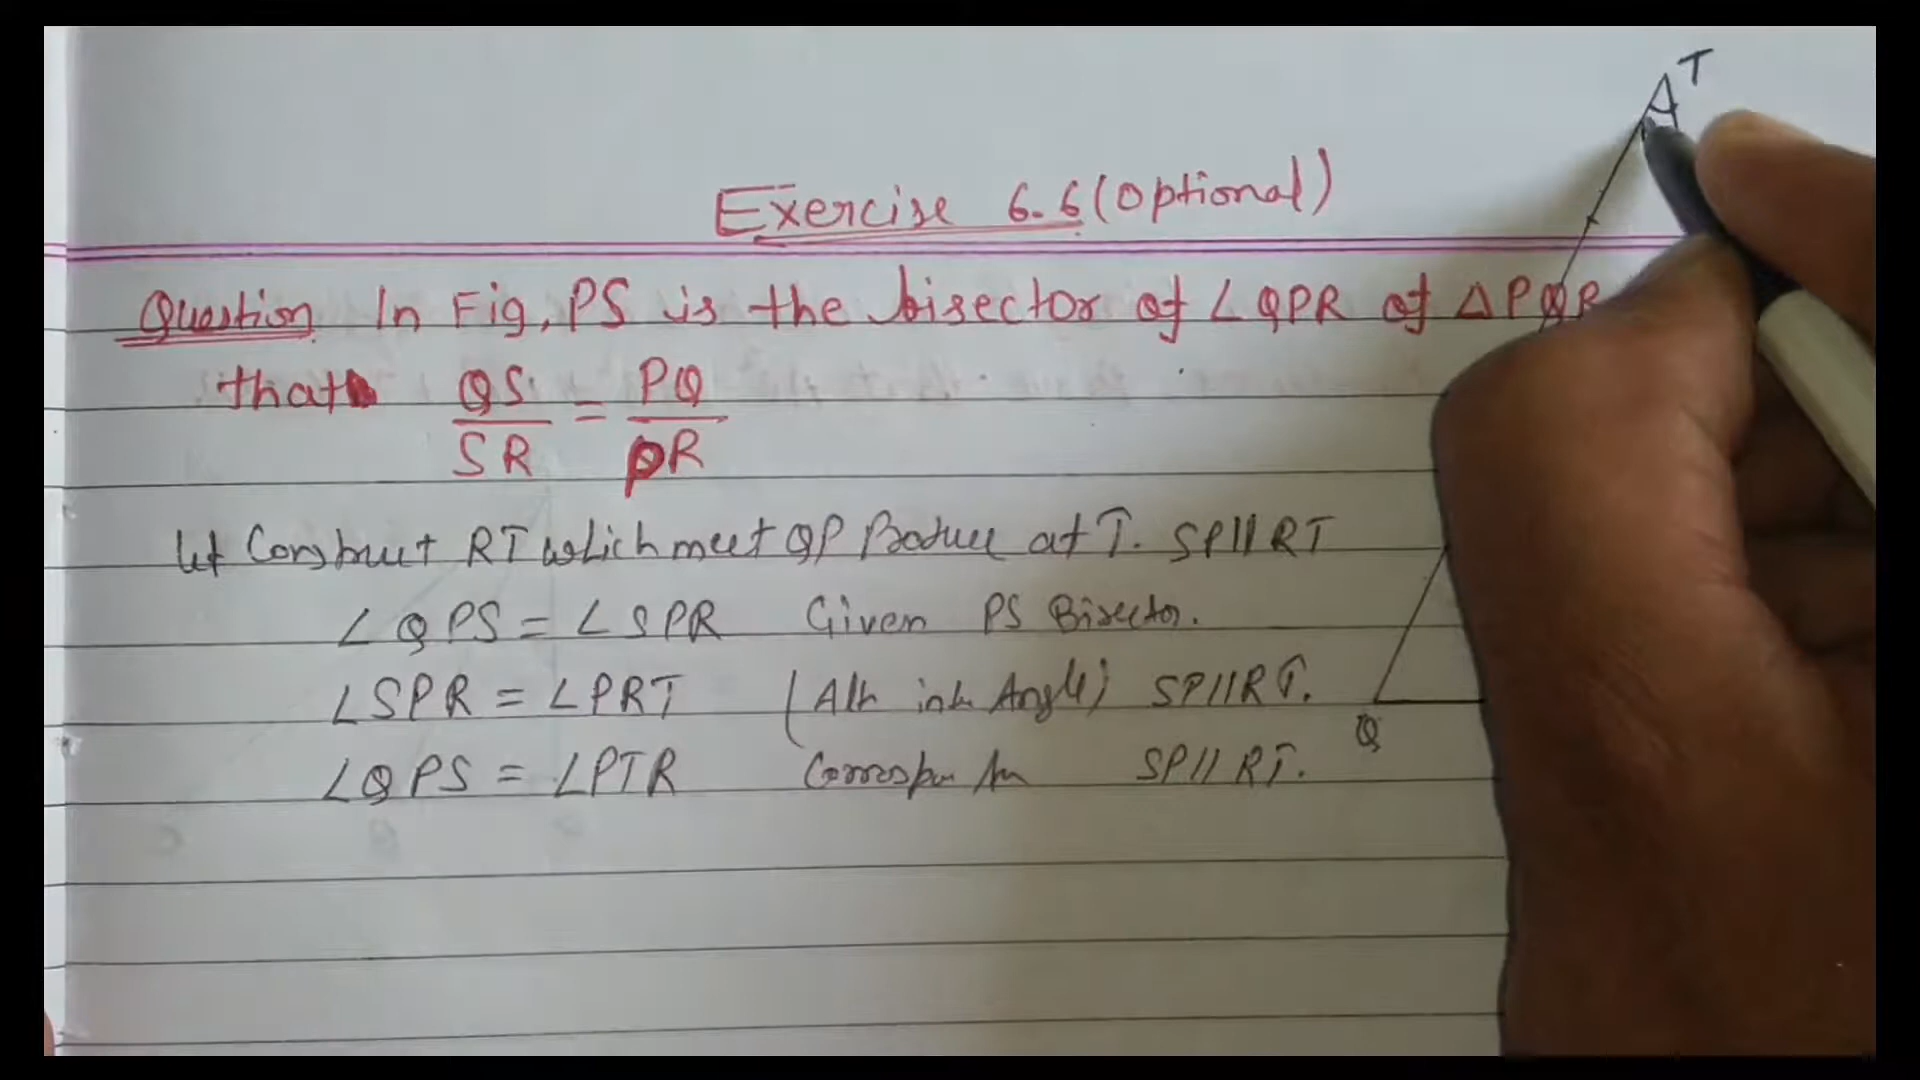 T
Exercise 6.6 (Optional)
Question In Fig, PS is the bisector of ∠QPR of ΔPQR
that QS/SR = PQ/PR
let Construct RT which meet QP Produce at T. SP||RT
∠QPS = ∠SPR Given PS Bisector.
∠SPR = ∠PRT (Alt int Angle) SP||RT.
Q
∠QPS = ∠PTR SP||RT.